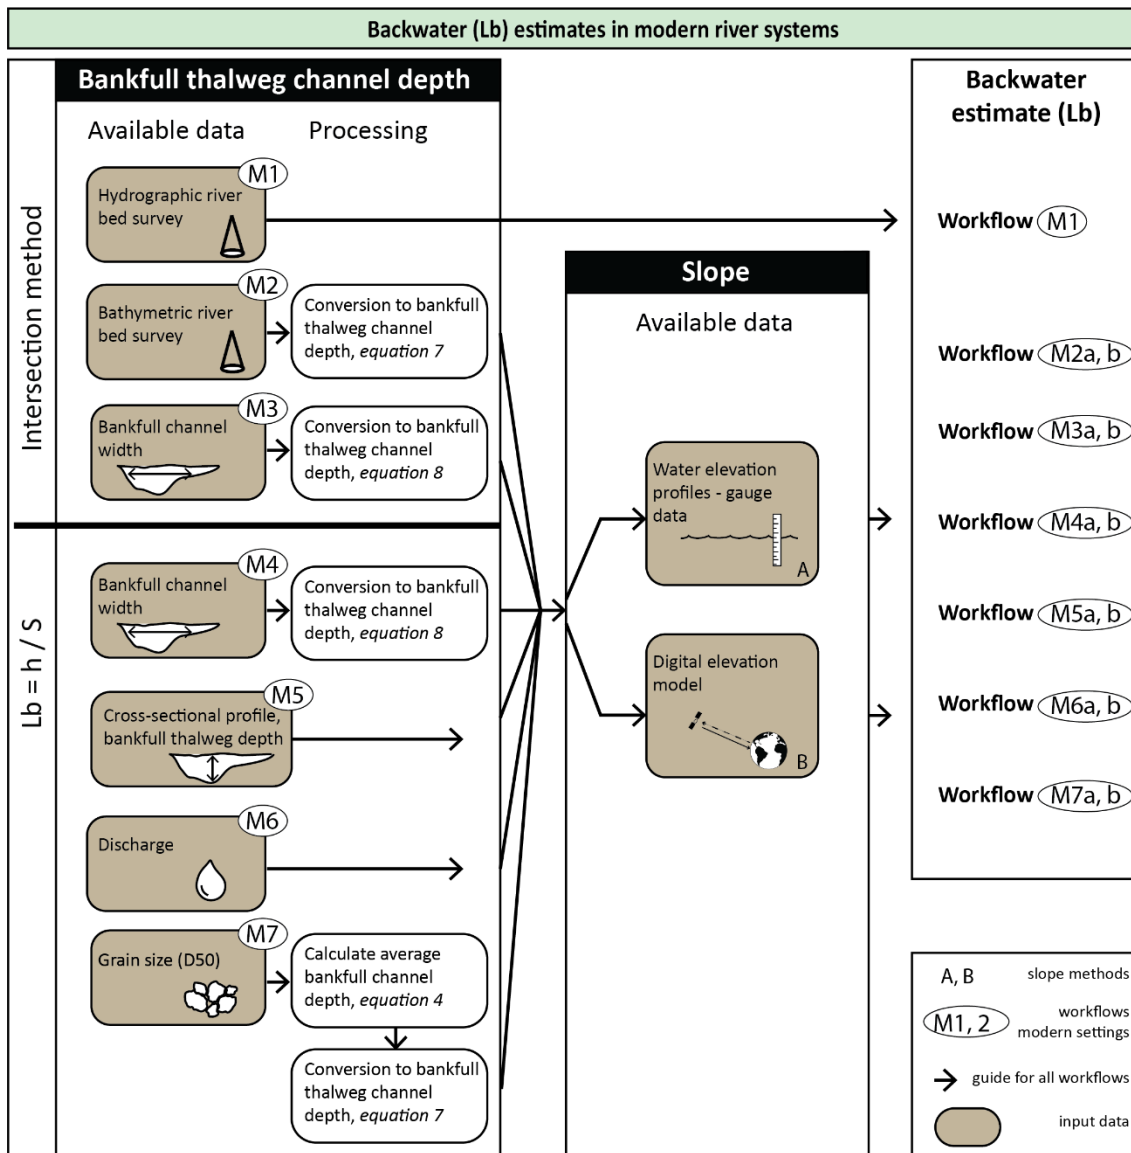 Backwater (Lb) estimates in modern river systems
Intersection method
Lb = h / S
Bankfull thalweg channel depth
Available data
Processing
M1
Hydrographic river
bed survey
M2
Bathymetric river
bed survey
Conversion to bankfull
thalweg channel
depth, equation 7
M3
Bankfull channel
width
Conversion to bankfull
thalweg channel
depth, equation 8
M4
Bankfull channel
width
Conversion to bankfull
thalweg channel
depth, equation 8
M5
Cross-sectional profile,
bankfull thalweg depth
M6
Discharge
M7
Grain size (D50)
Calculate average
bankfull channel
depth, equation 4
Conversion to bankfull
thalweg channel
depth, equation 7
Slope
Available data
Water elevation
profiles - gauge
data
A
Digital elevation
model
B
Backwater
estimate (Lb)
Workflow M1
Workflow M2a, b
Workflow M3a, b
Workflow M4a, b
Workflow M5a, b
Workflow M6a, b
Workflow M7a, b
A, B slope methods
M1, 2 workflows
modern settings
guide for all workflows
input data